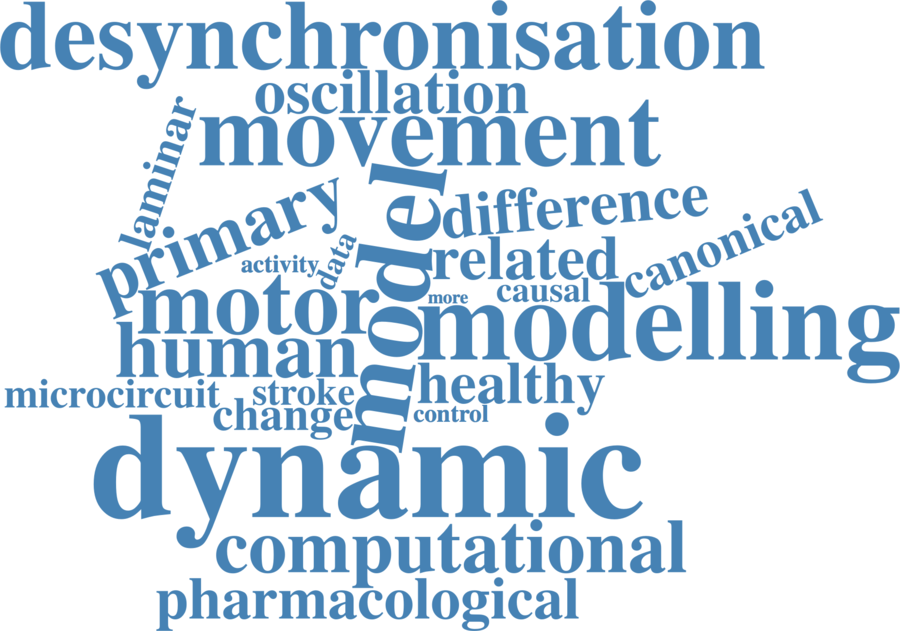 desynchronisation
oscillation
movement
laminar
primary
model
difference
canonical
activity
data
related
motor
more
causal
modelling
human
microcircuit
stroke
healthy
change
control
dynamic
computational
pharmacological